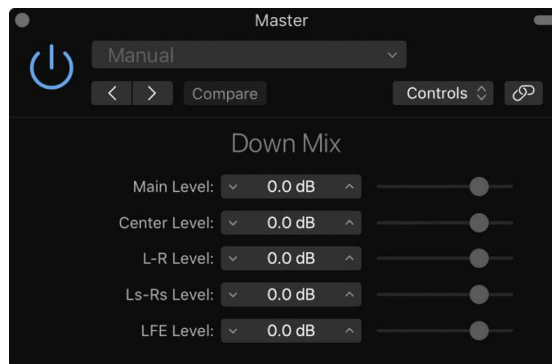 Master
Manual
Compare Controls
Down Mix
Main Level: 0.0 dB
Center Level: 0.0 dB
L-R Level: 0.0 dB
Ls-Rs Level: 0.0 dB
LFE Level: 0.0 dB